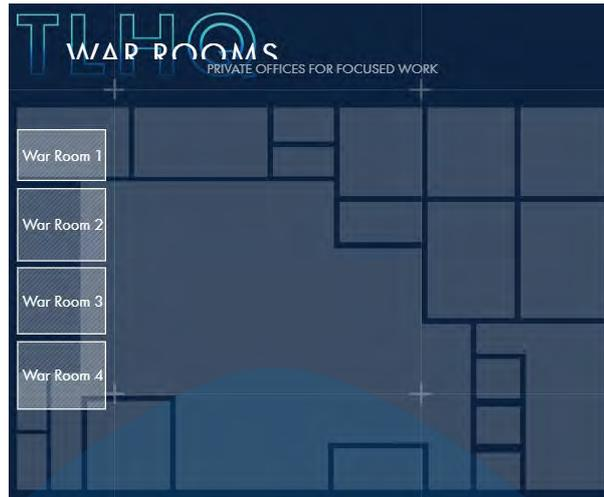 TLHQ
WAR ROOMS
PRIVATE OFFICES FOR FOCUSED WORK
War Room 1
War Room 2
War Room 3
War Room 4